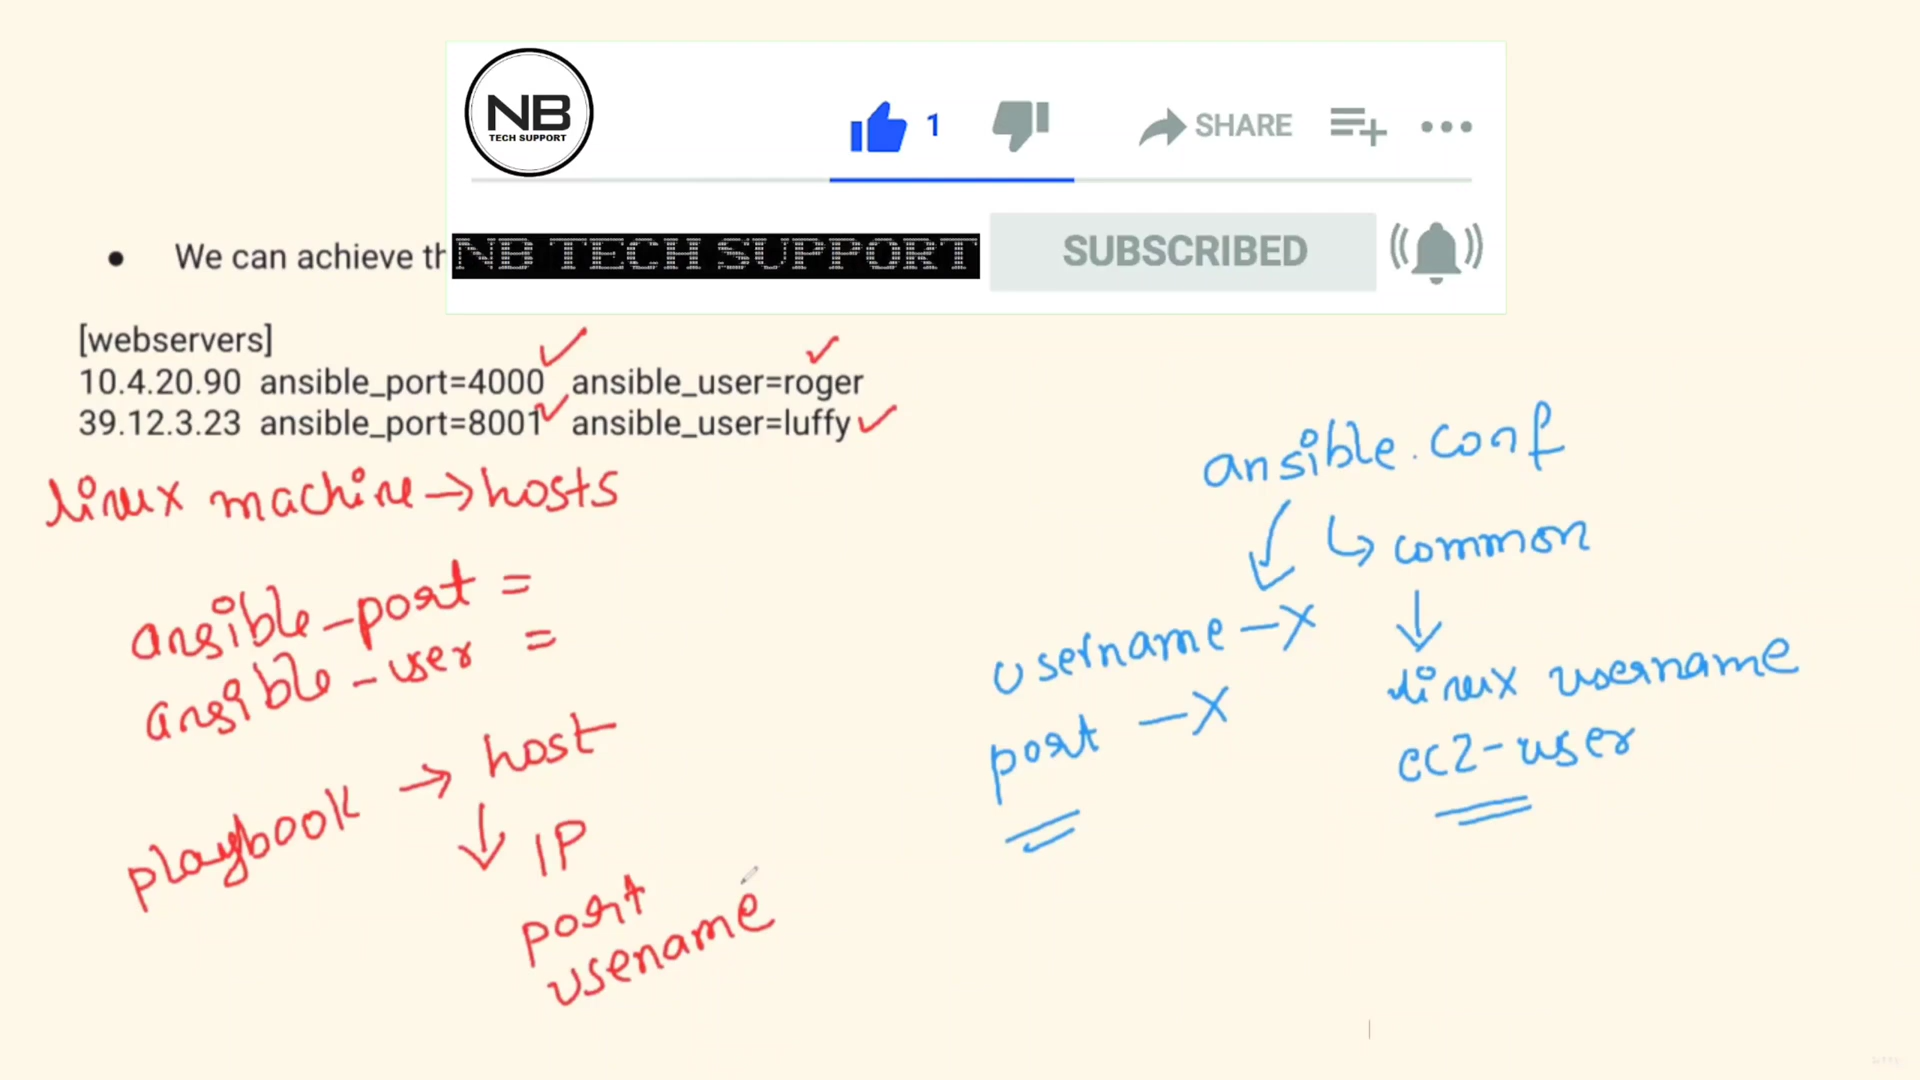 NB
TECH SUPPORT
1
SHARE
We can achieve th
NB TECH SUPPORT
SUBSCRIBED
[webservers]
10.4.20.90 ansible_port=4000 ansible_user=roger
39.12.3.23 ansible_port=8001 ansible_user=luffy
linux machine → hosts
ansible-port =
ansible-user =
playbook → host
↓ IP
port
usename
ansible.conf
↳ common
username - X
port - X
linux username
ec2-user